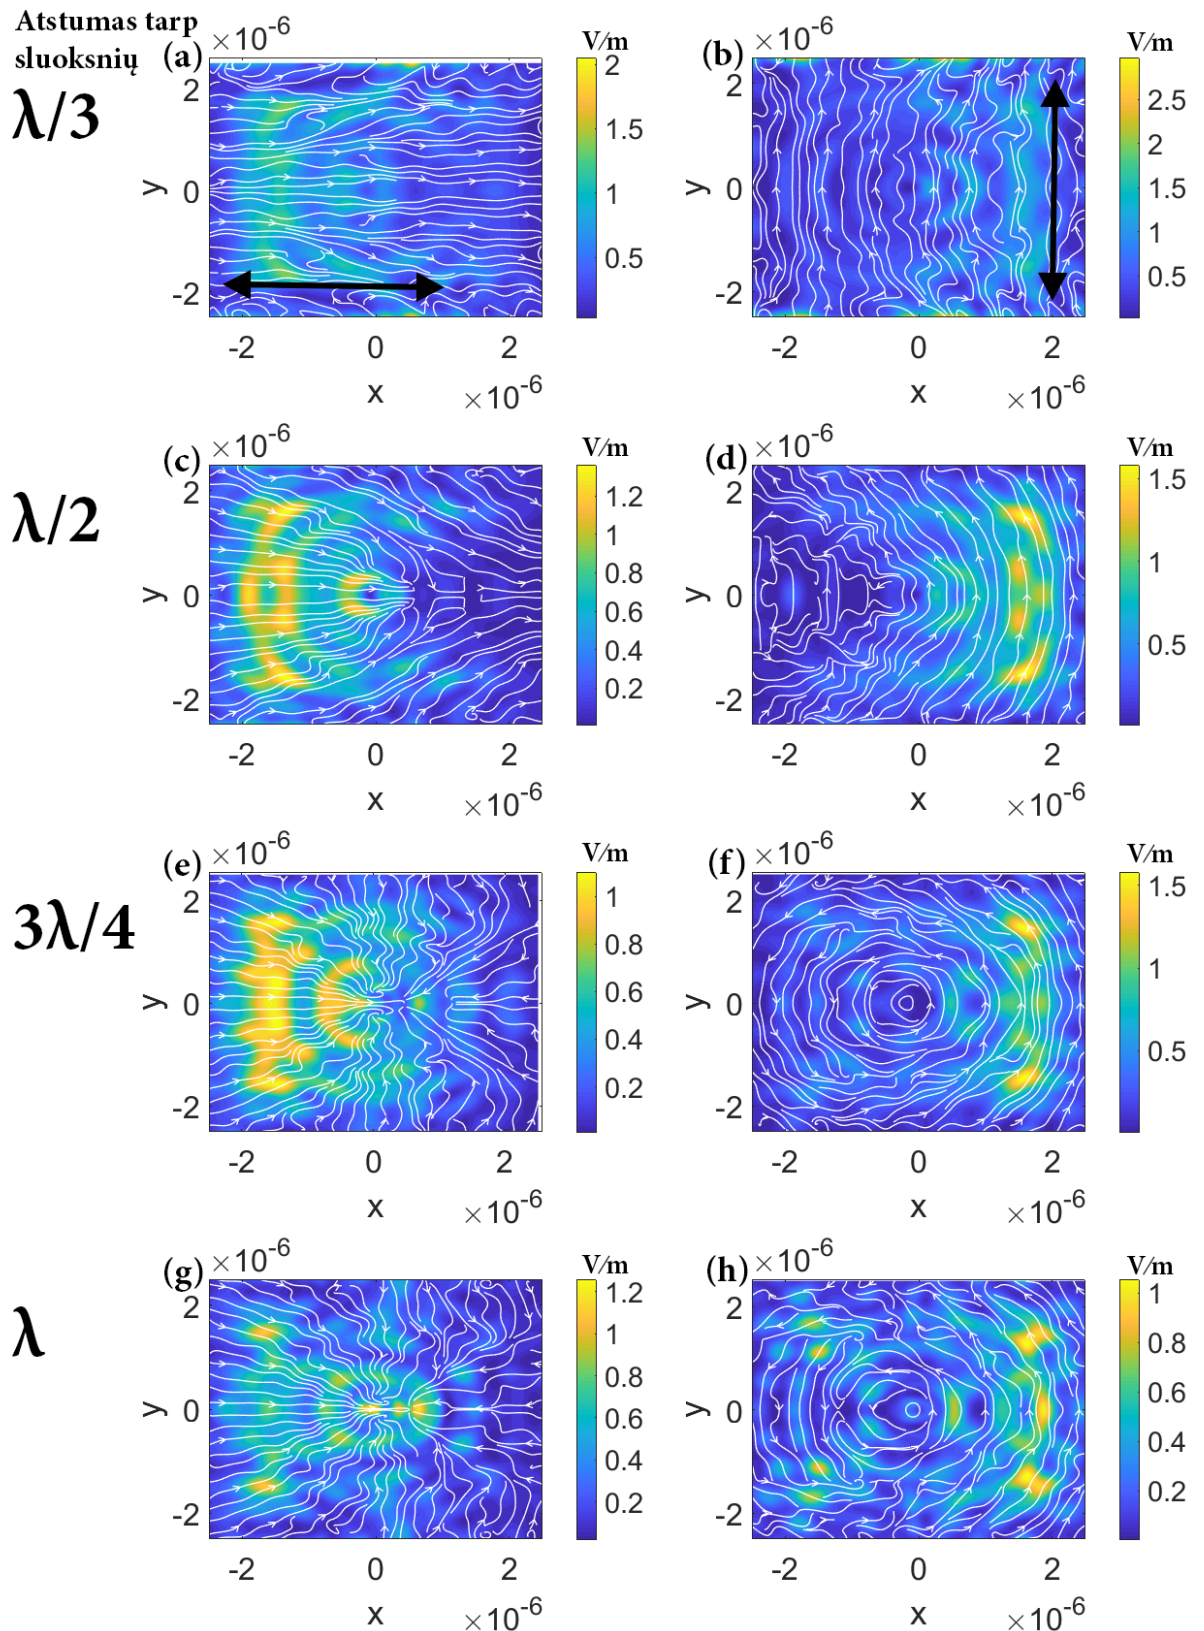 Atstumas tarp
sluoksnių
λ/3
(a)
×10-6
V/m
2
0
-2
y
-2 0 2
x
×10-6
2
1.5
1
0.5
(b)
×10-6
V/m
2
0
-2
y
-2 0 2
x
×10-6
2.5
2
1.5
1
0.5
λ/2
(c)
×10-6
V/m
2
0
-2
y
-2 0 2
x
×10-6
1.2
1
0.8
0.6
0.4
0.2
(d)
×10-6
V/m
2
0
-2
y
-2 0 2
x
×10-6
1.5
1
0.5
3λ/4
(e)
×10-6
V/m
2
0
-2
y
-2 0 2
x
×10-6
1
0.8
0.6
0.4
0.2
(f)
×10-6
V/m
2
0
-2
y
-2 0 2
x
×10-6
1.5
1
0.5
λ
(g)
×10-6
V/m
2
0
-2
y
-2 0 2
x
×10-6
1.2
1
0.8
0.6
0.4
0.2
(h)
×10-6
V/m
2
0
-2
y
-2 0 2
x
×10-6
1
0.8
0.6
0.4
0.2